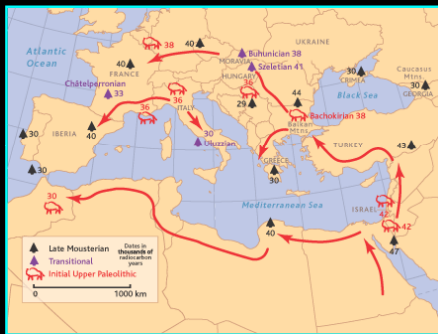 38
40
UKRAINE
Buhunician 38
MORAVIA
Szeletian 41
Atlantic
Ocean
40
FRANCE
HUNGARY
CRIMEA
30
Caucatus
Mtns.
30
GEORGIA
Châtelparronian
33
36
36
36
ITALY
29
44
Black Sea
Bachokirian 38
Balkan
Mtns.
30
IBERIA
40
30
Uluzzian
TURKEY
43
GREECE
30
30
30
Mediterranean Sea
ISRAEL
42
42
40
47
Late Mousterian
Transitional
Initial Upper Paleolithic
Dates in
thousands of
radiocarbon
years
0
1000 km